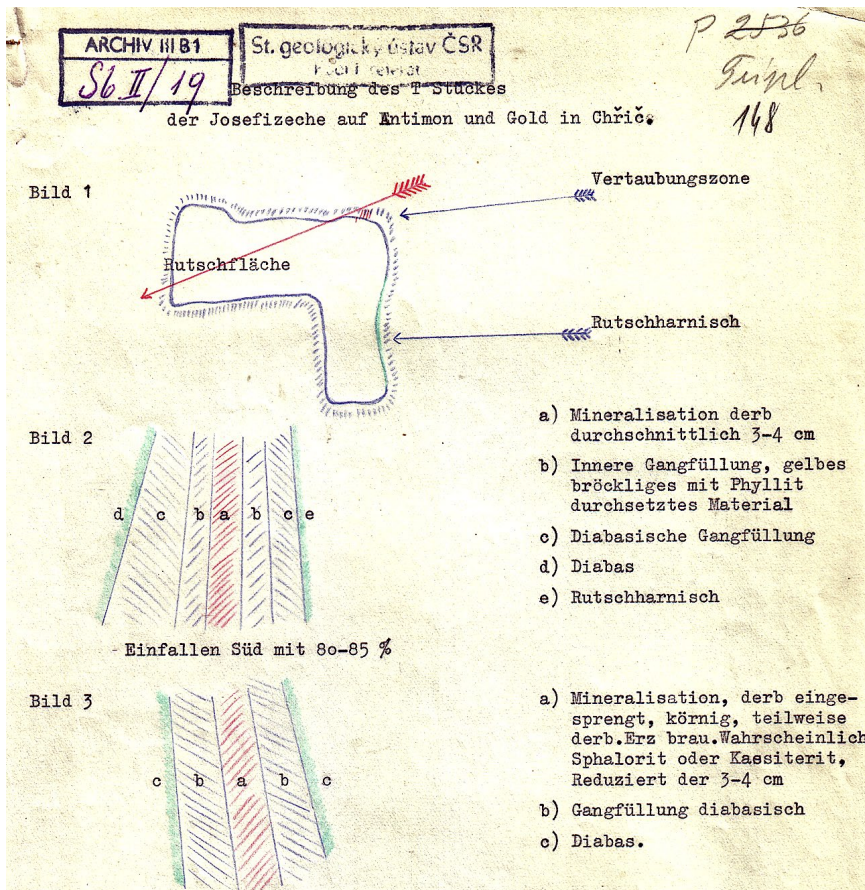 ARCHIV III B1
Sb II/19
St. geologický ústav ČSR
P 2536
148
Beschreibung des T Stückes
der Josefizeche auf Antimon und Gold in Chřič.
Bild 1
Vertaubungszone
Rutschfläche
Rutschharnisch
Bild 2
d c b a b c e
a) Mineralisation derb
durchschnittlich 3-4 cm
b) Innere Gangfüllung, gelbes
bröckliges mit Phyllit
durchsetztes Material
c) Diabasische Gangfüllung
d) Diabas
e) Rutschharnisch
- Einfallen Süd mit 80-85 %
Bild 3
c b a b c
a) Mineralisation, derb einge-
sprengt, körnig, teilweise
derb.Erz brau.Wahrscheinlich
Sphalorit oder Kassiterit,
Reduziert der 3-4 cm
b) Gangfüllung diabasisch
c) Diabas.